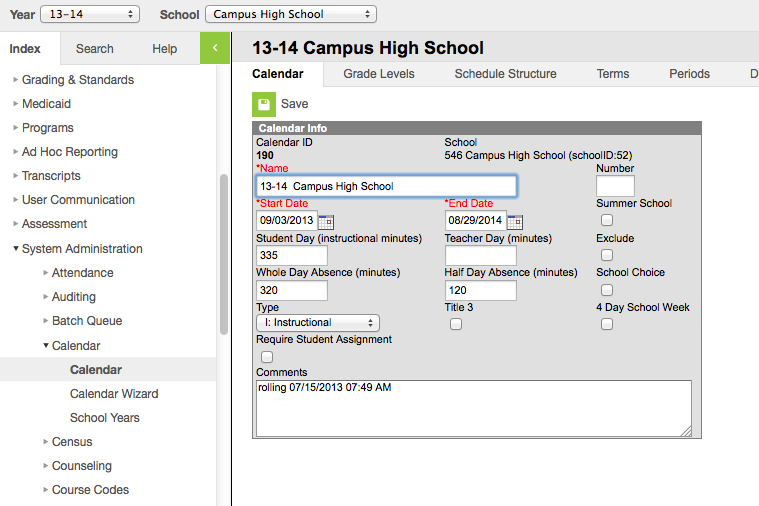 Year 13-14 School Campus High School
Index Search Help
Grading & Standards
Medicaid
Programs
Ad Hoc Reporting
Transcripts
User Communication
Assessment
System Administration
Attendance
Auditing
Batch Queue
Calendar
Calendar
Calendar Wizard
School Years
Census
Counseling
Course Codes
13-14 Campus High School
Calendar Grade Levels Schedule Structure Terms Periods D
Save
Calendar Info
Calendar ID School
190 546 Campus High School (schoolID:52)
*Name Number
13-14 Campus High School
*Start Date *End Date Summer School
09/03/2013 08/29/2014
Student Day (instructional minutes) Teacher Day (minutes) Exclude
335
Whole Day Absence (minutes) Half Day Absence (minutes) School Choice
320 120
Type Title 3 4 Day School Week
I: Instructional
Require Student Assignment
Comments
rolling 07/15/2013 07:49 AM